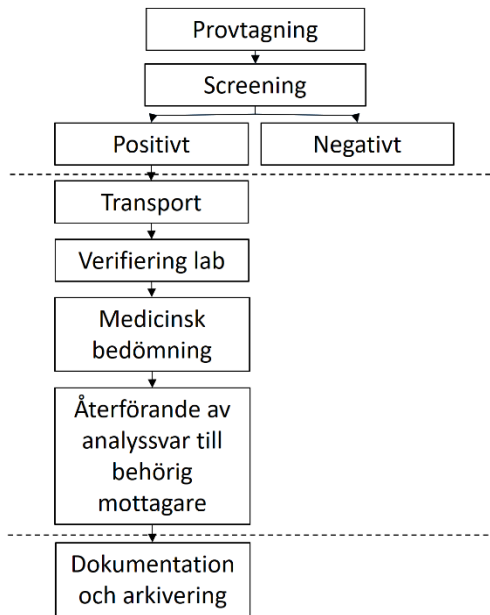 Provtagning
Screening
Positivt
Negativt
Transport
Verifiering lab
Medicinsk
bedömning
Återförande av
analyssvar till
behörig
mottagare
Dokumentation
och arkivering